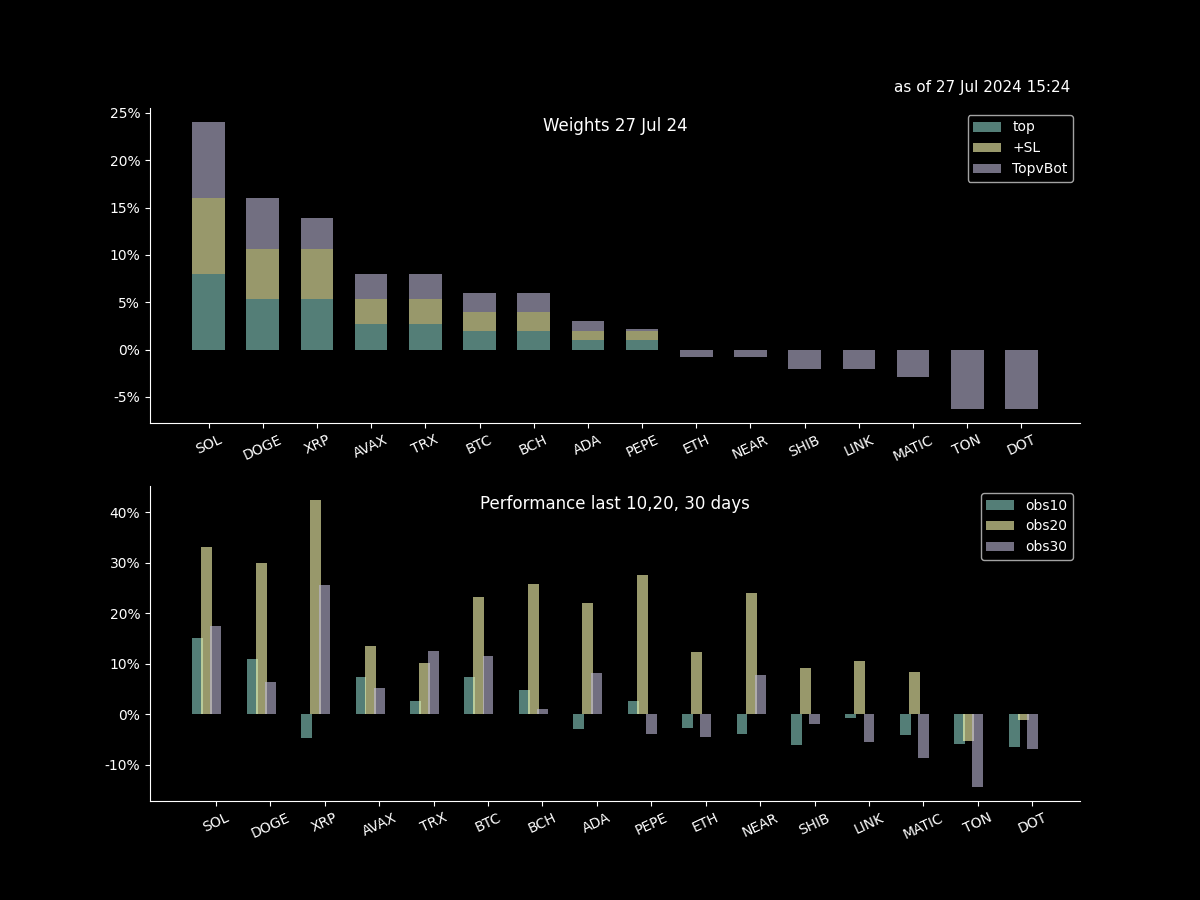 as of 27 Jul 2024 15:24
Weights 27 Jul 24
top
+SL
TopvBot
25%
20%
15%
10%
5%
0%
-5%
SOL DOGE XRP AVAX TRX BTC BCH ADA PEPE ETH NEAR SHIB LINK MATIC TON DOT
Performance last 10,20, 30 days
obs10
obs20
obs30
40%
30%
20%
10%
0%
-10%
SOL DOGE XRP AVAX TRX BTC BCH ADA PEPE ETH NEAR SHIB LINK MATIC TON DOT